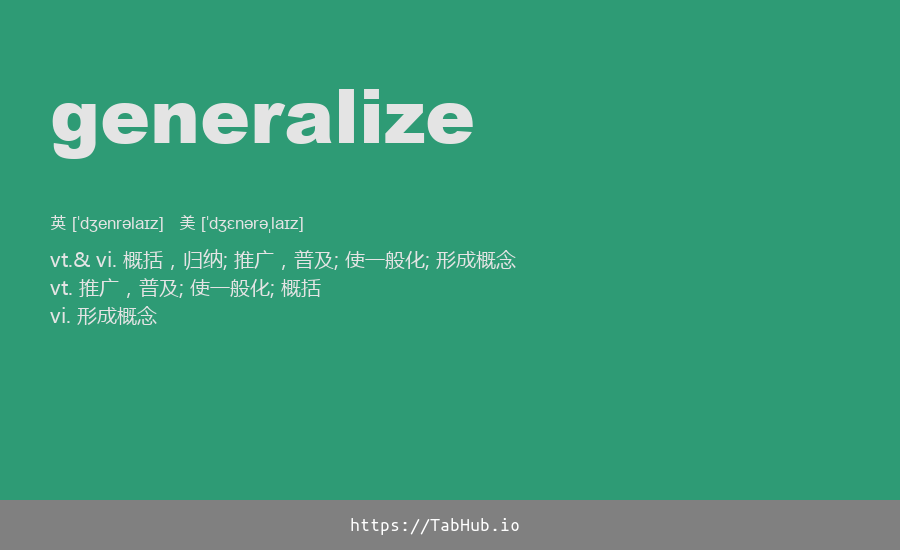 generalize
英 [ˈdʒenrəlaɪz] 美 [ˈdʒɛnərəˌlaɪz]
vt.& vi. 概括，归纳; 推广，普及; 使一般化; 形成概念
vt. 推广，普及; 使一般化; 概括
vi. 形成概念
https://TabHub.io